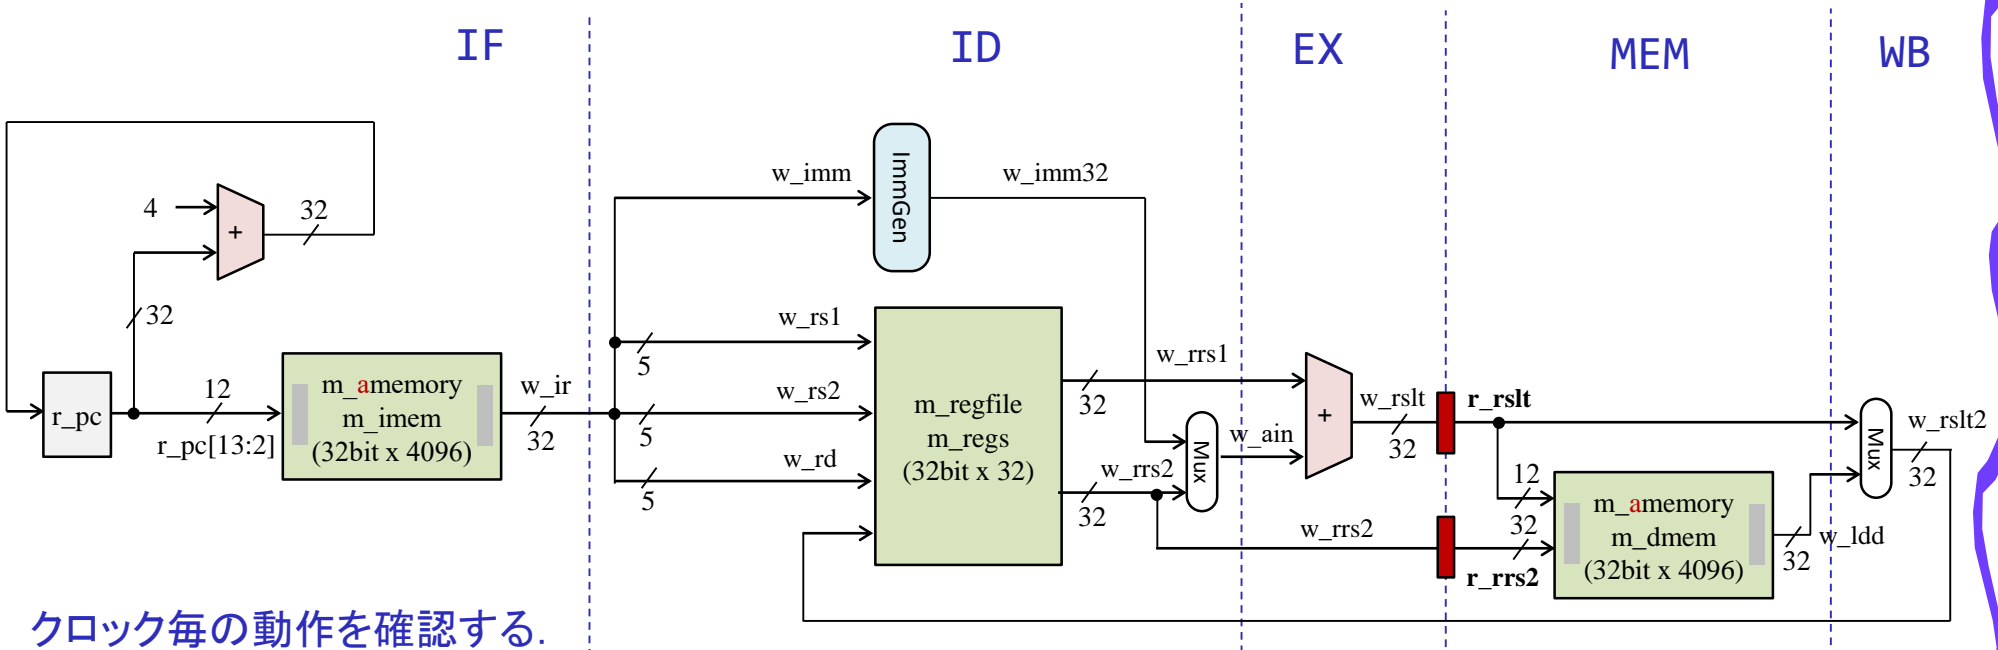 IF
ID
EX
MEM
WB
4
+
32
32
r_pc
12
r_pc[13:2]
m_amemory
m_imem
(32bit x 4096)
w_ir
32
w_imm
ImmGen
w_imm32
w_rs1
5
w_rs2
5
w_rd
5
m_regfile
m_regs
(32bit x 32)
w_rrs1
32
w_rrs2
32
Mux
w_ain
+
w_rslt
32
w_rrs2
r_rslt
r_rrs2
12
32
m_amemory
m_dmem
(32bit x 4096)
32
w_ldd
Mux
w_rslt2
32
クロック毎の動作を確認する.